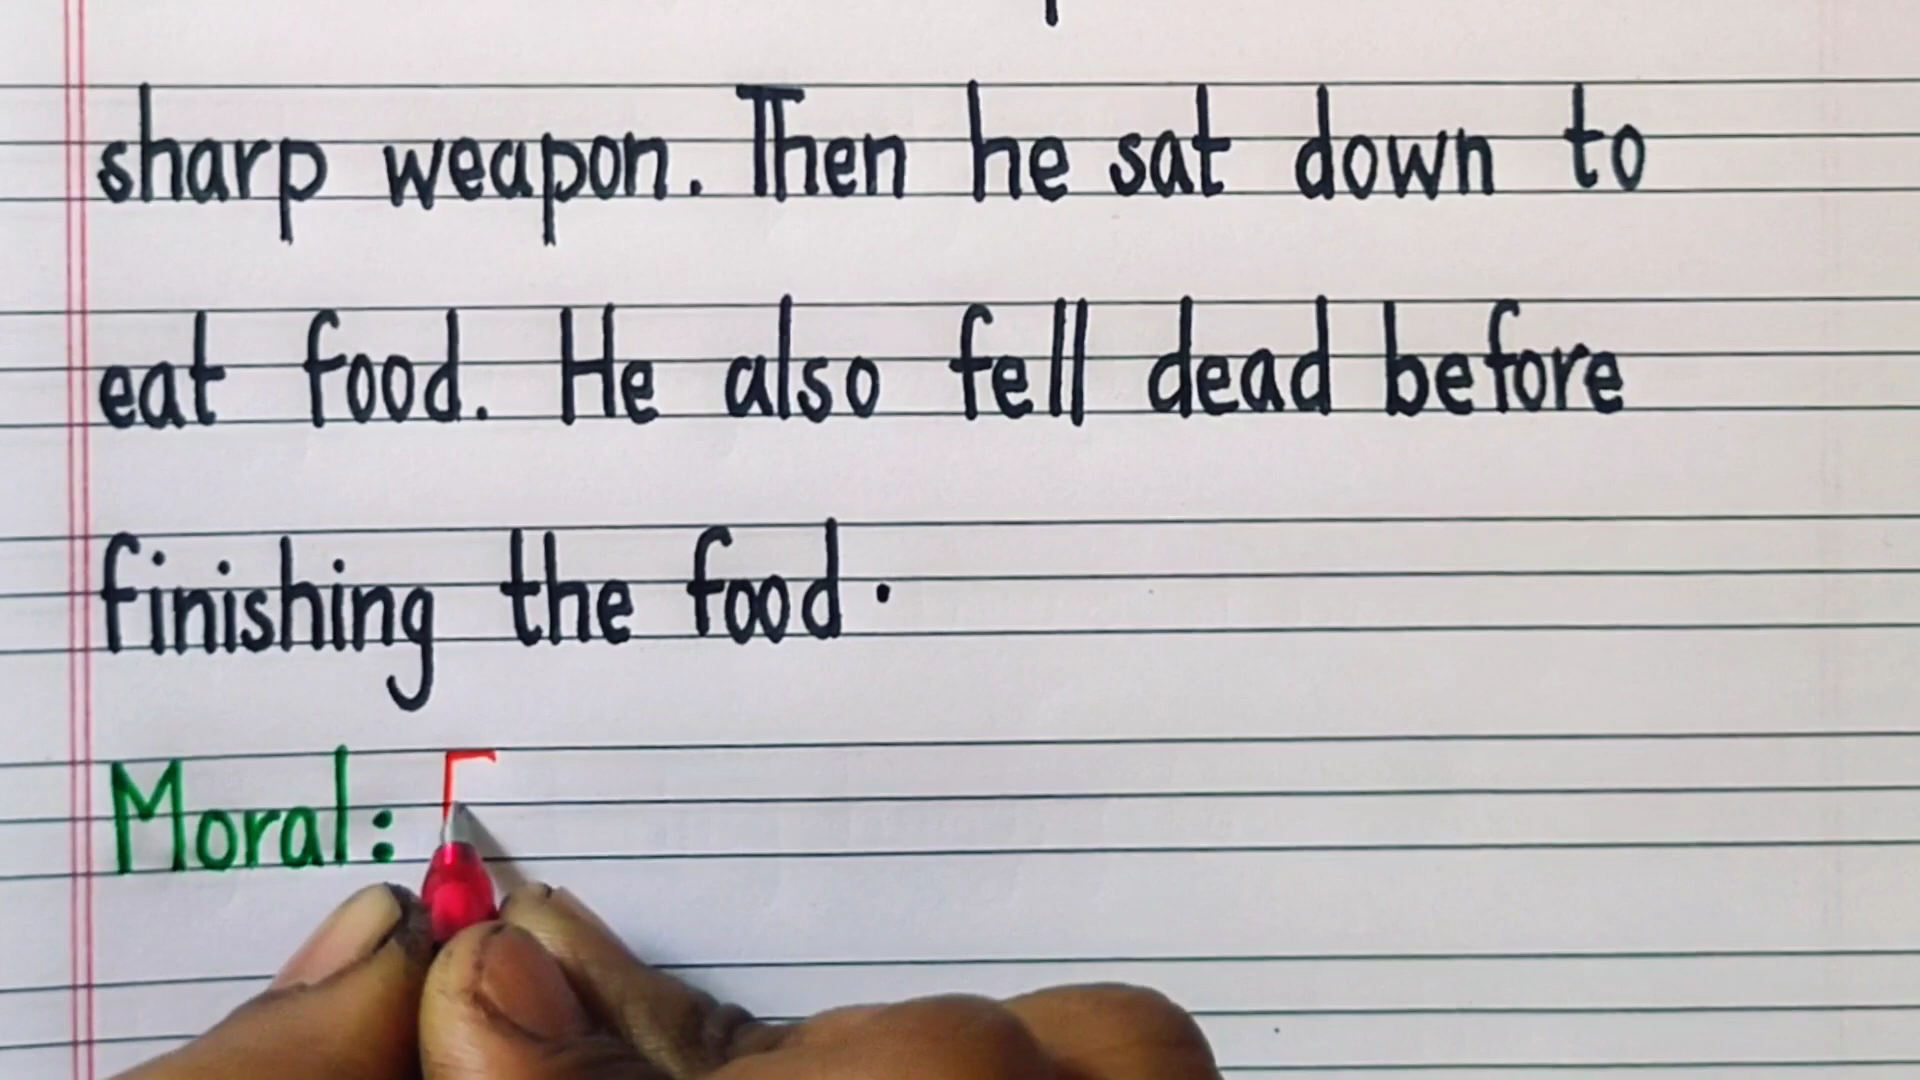 sharp weapon. Then he sat down to
eat food. He also fell dead before
finishing the food.
Moral: